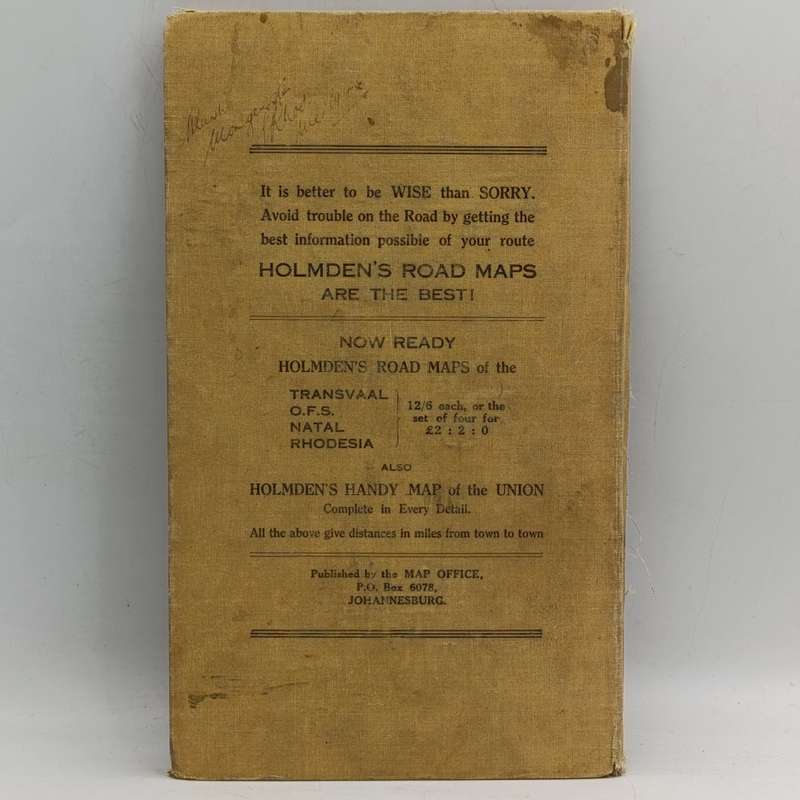 It is better to be WISE than SORRY.
Avoid trouble on the Road by getting the
best information possible of your route
HOLMDEN'S ROAD MAPS
ARE THE BEST!
NOW READY
HOLMDEN'S ROAD MAPS of the
TRANSVAAL
O.F.S.
NATAL
RHODESIA
12/6 each, or the
set of four for
£2 : 2 : 0
ALSO
HOLMDEN'S HANDY MAP of the UNION
Complete in Every Detail.
All the above give distances in miles from town to town
Published by the MAP OFFICE,
P.O. Box 6078,
JOHANNESBURG.